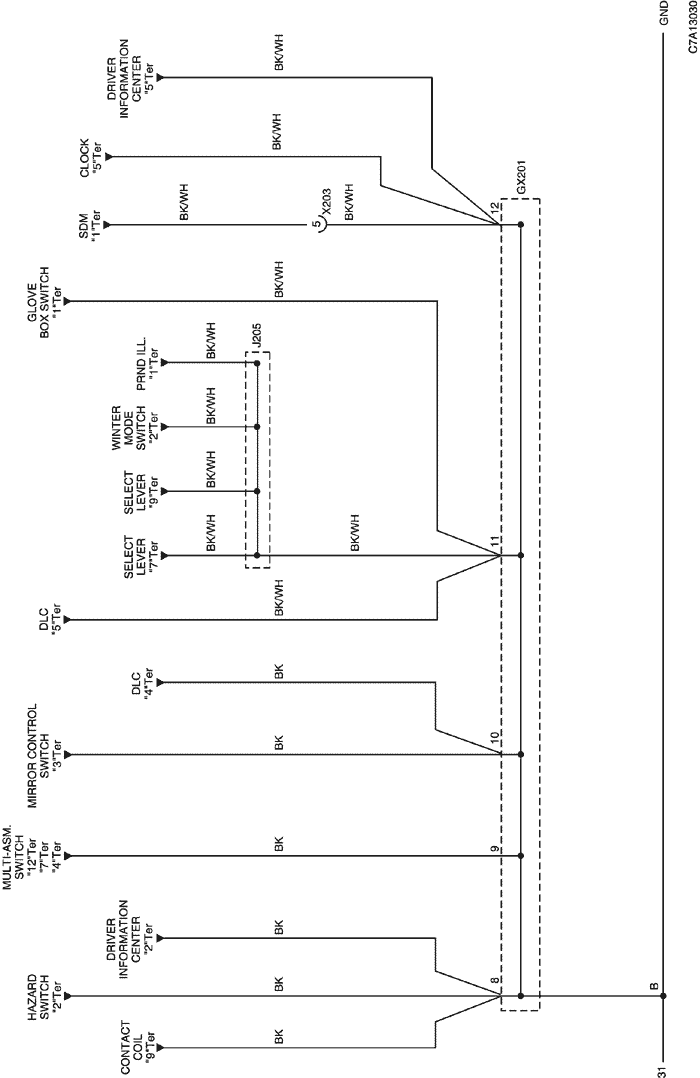 CONTACT
COIL
"9"Ter
BK
HAZARD
SWITCH
"2"Ter
BK
DRIVER
INFORMATION
CENTER
"2"Ter
BK
8
MULTI-ASM.
SWITCH
"12"Ter
"7"Ter
"4"Ter
BK
9
MIRROR CONTROL
SWITCH
"3"Ter
BK
DLC
"4"Ter
BK
10
DLC
"5"Ter
BK/WH
SELECT
LEVER
"7"Ter
BK/WH
BK/WH
SELECT
LEVER
"9"Ter
BK/WH
WINTER
MODE
SWITCH
"2"Ter
BK/WH
PRND ILL.
"1"Ter
BK/WH
J205
GLOVE
BOX SWITCH
"1"Ter
BK/WH
11
SDM
"1"Ter
BK/WH
5
X203
BK/WH
CLOCK
"5"Ter
BK/WH
DRIVER
INFORMATION
CENTER
"5"Ter
BK/WH
12
GX201
B
31
GND
C7A13030